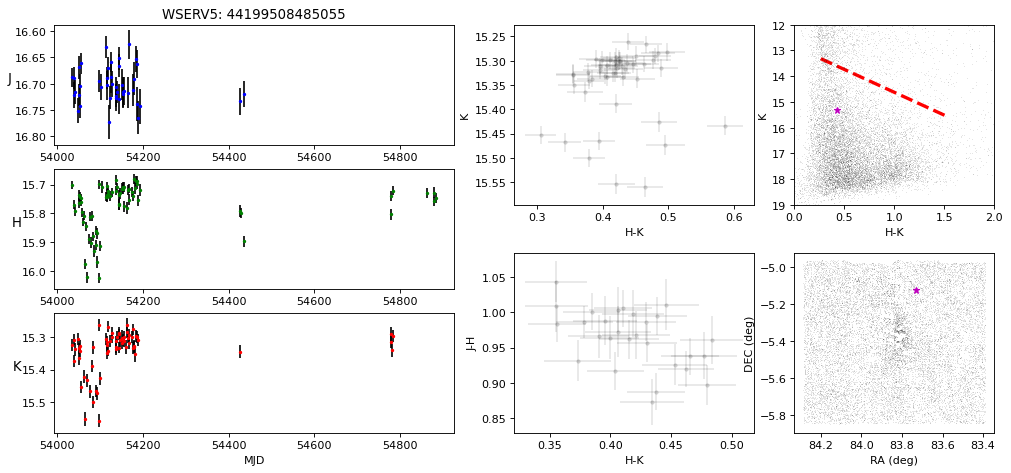 WSERV5: 44199508485055
J
16.60
16.65
16.70
16.75
16.80
54000 54200 54400 54600 54800
H
15.7
15.8
15.9
16.0
54000 54200 54400 54600 54800
K
15.3
15.4
15.5
54000 54200 54400 54600 54800
MJD
K
15.25
15.30
15.35
15.40
15.45
15.50
15.55
0.3 0.4 0.5 0.6
H-K
K
12
13
14
15
16
17
18
19
0.0 0.5 1.0 1.5 2.0
H-K
J-H
1.05
1.00
0.95
0.90
0.85
0.35 0.40 0.45 0.50
H-K
DEC (deg)
−5.0
−5.2
−5.4
−5.6
−5.8
84.2 84.0 83.8 83.6 83.4
RA (deg)